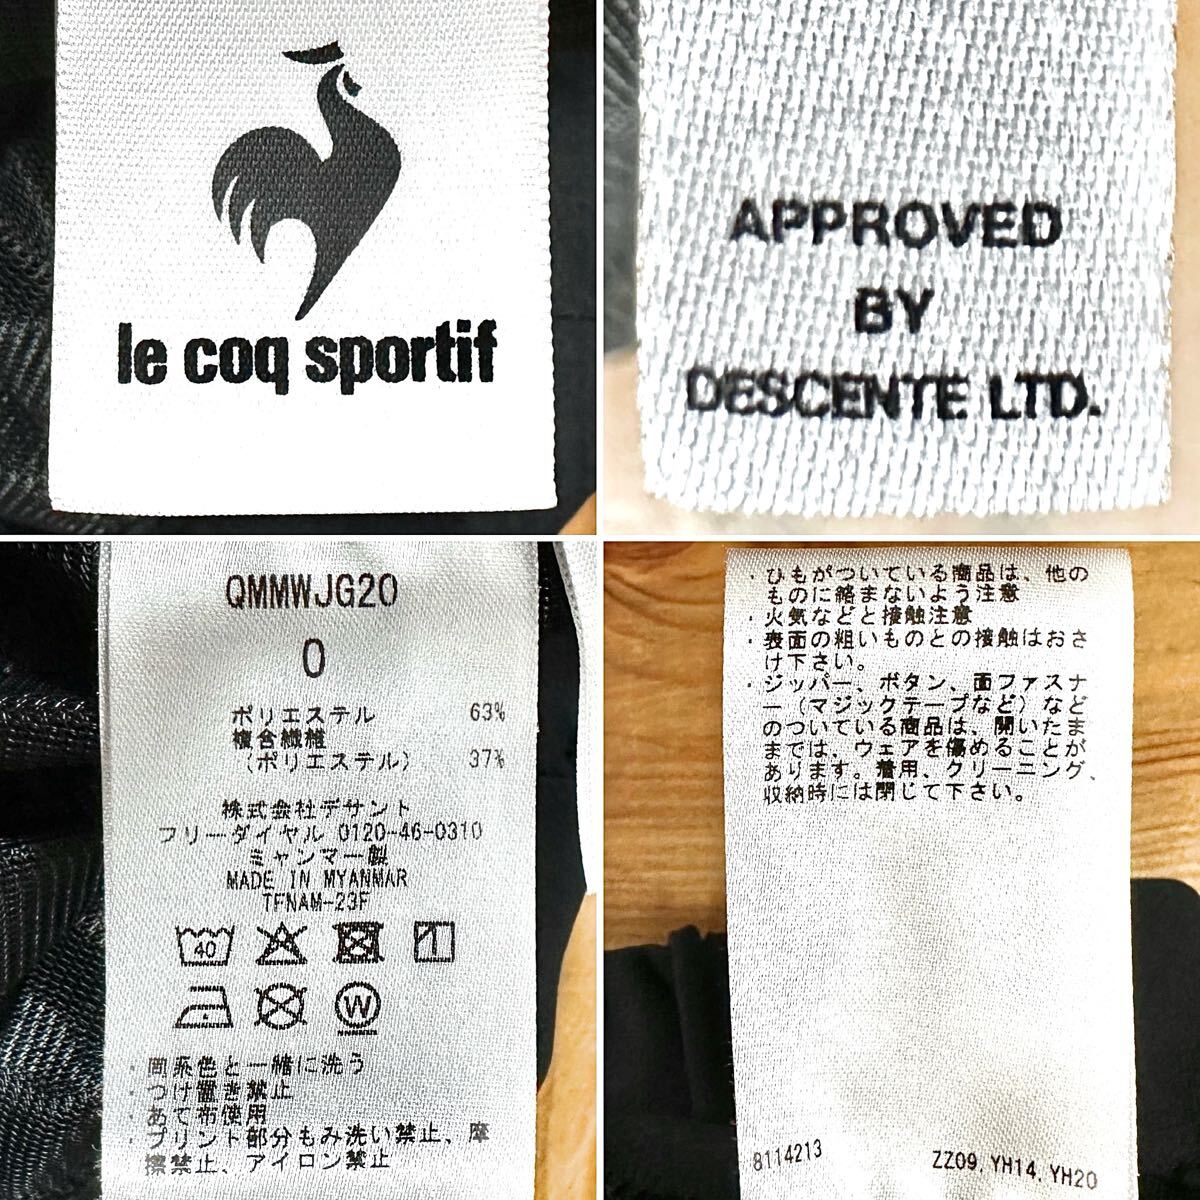 le coq sportif
APPROVED
BY
DESCENTE LTD.
QMMWJG20
0
ポリエステル 63%
複合繊維
(ポリエステル) 37%
株式会社デサント
フリーダイヤル 0120-46-0310
ミャンマー製
MADE IN MYANMAR
TFNAM-23F
40
W
・同系色と一緒に洗う
・つけ置き禁止
・あて布使用
・プリント部分もみ洗い禁止、摩
擦禁止、アイロン禁止
・ひもがついている商品は、他の
ものに絡まないよう注意
・火気などと接触注意
・表面の粗いものとの接触はおさ
け下さい。
・ジッパー、ボタン、面ファスナ
ー(マジックテープなど)など
のついている商品は、開いたま
までは、ウェアを傷めることが
あります。着用、クリーニング、
収納時には閉じて下さい。
8114213
ZZ09,YH14,YH20